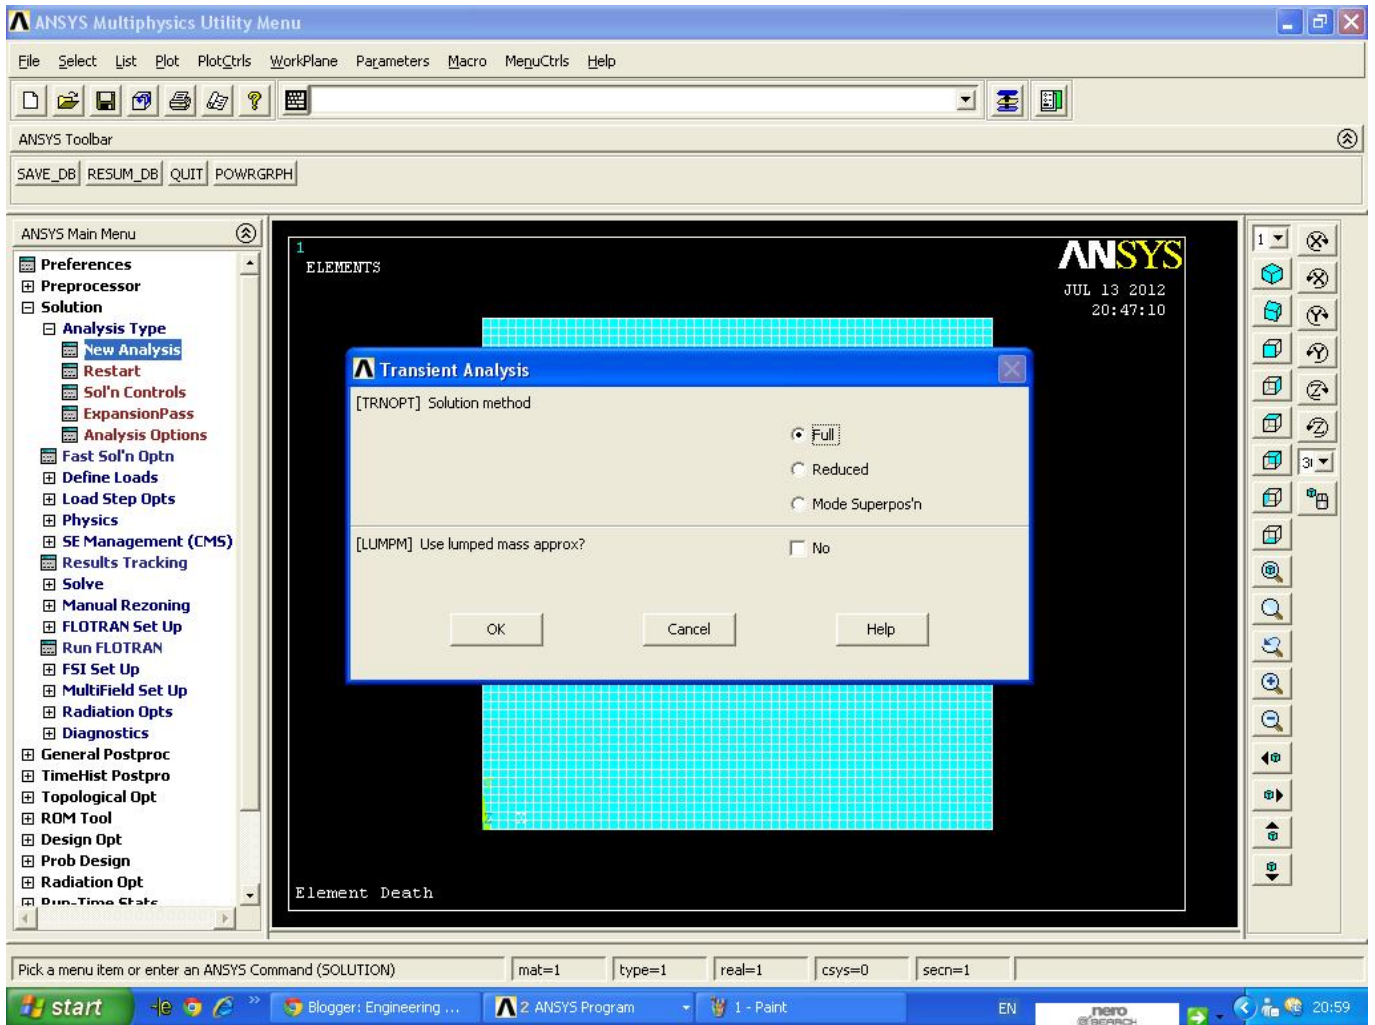 ANSYS Multiphysics Utility Menu
File Select List Plot PlotCtrls WorkPlane Parameters Macro MenuCtrls Help
ANSYS Toolbar
SAVE_DB RESUM_DB QUIT POWRGRPH
ANSYS Main Menu
Preferences
Preprocessor
Solution
Analysis Type
New Analysis
Restart
Sol'n Controls
ExpansionPass
Analysis Options
Fast Sol'n Optn
Define Loads
Load Step Opts
Physics
SE Management (CMS)
Results Tracking
Solve
Manual Rezoning
FLOTRAN Set Up
Run FLOTRAN
FSI Set Up
MultiField Set Up
Radiation Opts
Diagnostics
General Postproc
TimeHist Postpro
Topological Opt
ROM Tool
Design Opt
Prob Design
Radiation Opt
Run-Time Stats
1
ELEMENTS
ANSYS
JUL 13 2012
20:47:10
Transient Analysis
[TRNOPT] Solution method
Full
Reduced
Mode Superpos'n
[LUMPM] Use lumped mass approx?
No
OK Cancel Help
Z X
Element Death
1
X
X
Y
Y
Z
Z
Pick a menu item or enter an ANSYS Command (SOLUTION) mat=1 type=1 real=1 csys=0 secn=1
start Blogger: Engineering ... 2 ANSYS Program 1 - Paint EN nero SEARCH 20:59